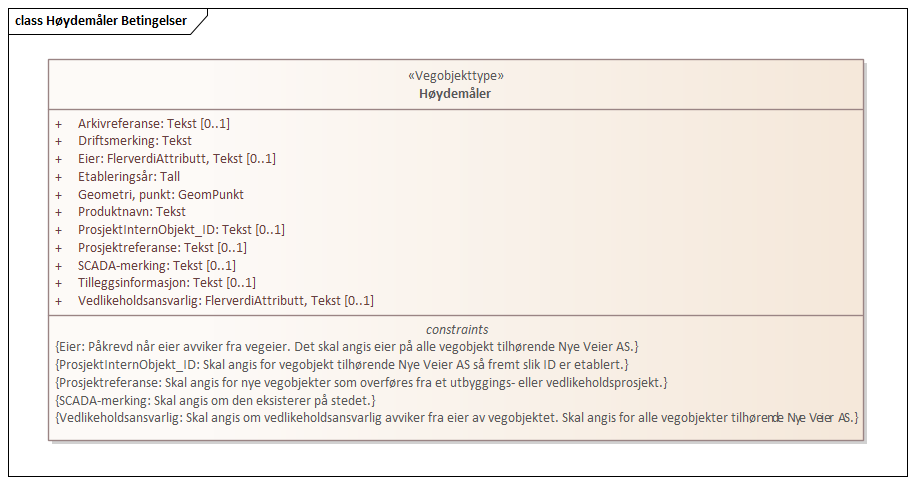 class Høydemåler Betingelser
«Vegobjekttype»
Høydemåler
+ Arkivreferanse: Tekst [0..1]
+ Driftsmerking: Tekst
+ Eier: FlerverdiAttributt, Tekst [0..1]
+ Etableringsår: Tall
+ Geometri, punkt: GeomPunkt
+ Produktnavn: Tekst
+ ProsjektInternObjekt_ID: Tekst [0..1]
+ Prosjektreferanse: Tekst [0..1]
+ SCADA-merking: Tekst [0..1]
+ Tilleggsinformasjon: Tekst [0..1]
+ Vedlikeholdsansvarlig: FlerverdiAttributt, Tekst [0..1]
constraints
{Eier: Påkrevd når eier avviker fra vegeier. Det skal angis eier på alle vegobjekt tilhørende Nye Veier AS.}
{ProsjektInternObjekt_ID: Skal angis for vegobjekt tilhørende Nye Veier AS så fremt slik ID er etablert.}
{Prosjektreferanse: Skal angis for nye vegobjekter som overføres fra et utbyggings- eller vedlikeholdsprosjekt.}
{SCADA-merking: Skal angis om den eksisterer på stedet.}
{Vedlikeholdsansvarlig: Skal angis om vedlikeholdsansvarlig avviker fra eier av vegobjektet. Skal angis for alle vegobjekter tilhørende Nye Veier AS.}